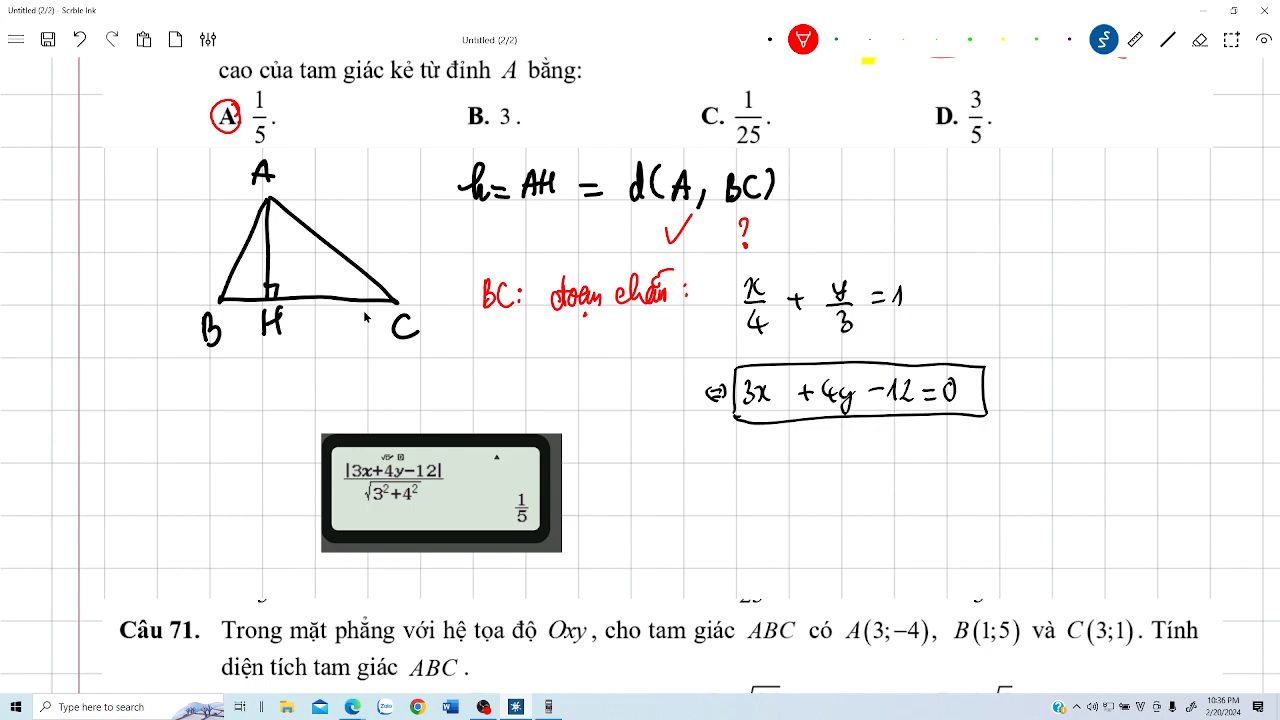 Untitled (2/2) - Scrble Ink
Untitled (2/2)
cao của tam giác kẻ từ đỉnh A bằng:
A. 1/5. B. 3. C. 1/25. D. 3/5.
A
h = AH = d(A, BC)
?
BC: đoạn chắn: x/4 + y/3 = 1
B H C
⇔ 3x + 4y − 12 = 0
|3x+4y−12|
√3²+4²
1/5
Câu 71. Trong mặt phẳng với hệ tọa độ Oxy, cho tam giác ABC có A(3;−4), B(1;5) và C(3;1). Tính
diện tích tam giác ABC.
Type here to search
Zalo
10:36 PM
2/20/2024